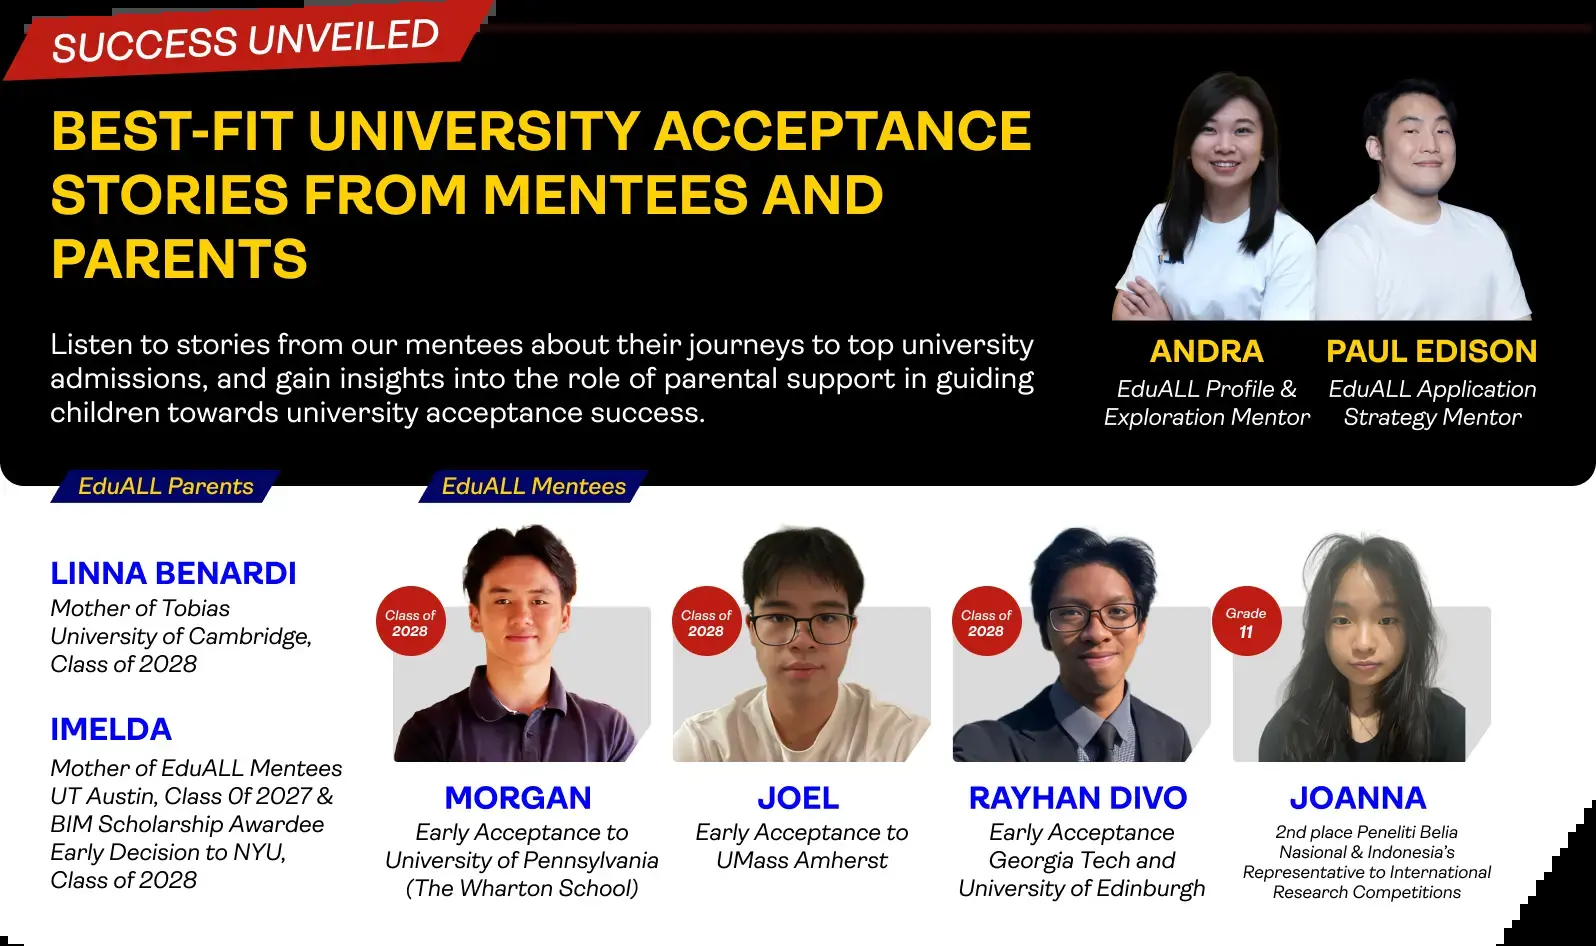 SUCCESS UNVEILED
BEST-FIT UNIVERSITY ACCEPTANCE
STORIES FROM MENTEES AND
PARENTS
Listen to stories from our mentees about their journeys to top university
admissions, and gain insights into the role of parental support in guiding
children towards university acceptance success.
ANDRA
EduALL Profile &
Exploration Mentor
PAUL EDISON
EduALL Application
Strategy Mentor
EduALL Parents
LINNA BENARDI
Mother of Tobias
University of Cambridge,
Class of 2028
IMELDA
Mother of EduALL Mentees
UT Austin, Class 0f 2027 &
BIM Scholarship Awardee
Early Decision to NYU,
Class of 2028
EduALL Mentees
Class of
2028
MORGAN
Early Acceptance to
University of Pennsylvania
(The Wharton School)
Class of
2028
JOEL
Early Acceptance to
UMass Amherst
Class of
2028
RAYHAN DIVO
Early Acceptance
Georgia Tech and
University of Edinburgh
Grade
11
JOANNA
2nd place Peneliti Belia
Nasional & Indonesia's
Representative to International
Research Competitions